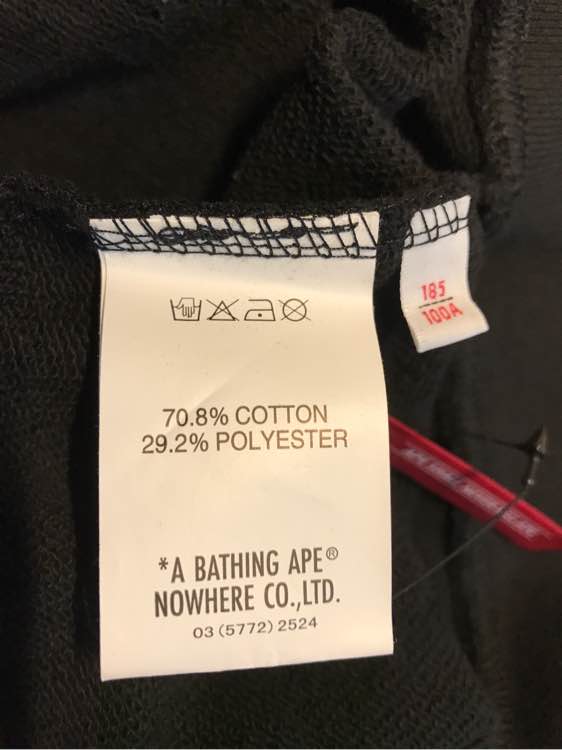 185
100A
70.8% COTTON
29.2% POLYESTER
*A BATHING APE®
NOWHERE CO.,LTD.
03 (5772) 2524